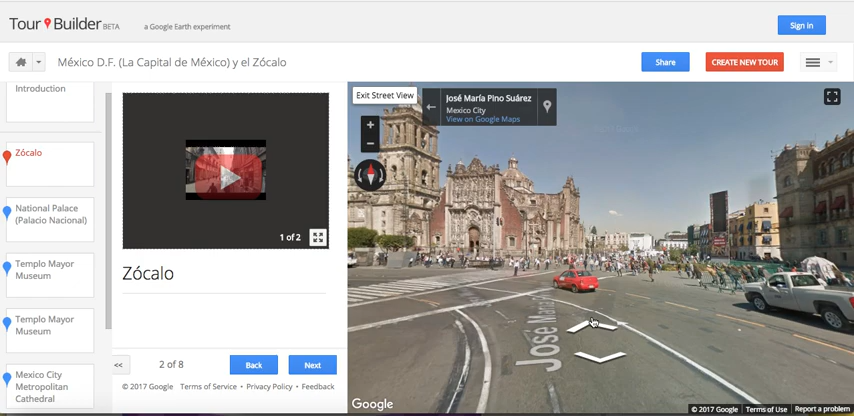 Tour Builder BETA
a Google Earth experiment
Sign in
México D.F. (La Capital de México) y el Zócalo
Share
CREATE NEW TOUR
Introduction
Zócalo
National Palace
(Palacio Nacional)
Templo Mayor
Museum
Templo Mayor
Museum
Mexico City
Metropolitan
Cathedral
1 of 2
Zócalo
<< 2 of 8 Back Next
© 2017 Google Terms of Service • Privacy Policy • Feedback
Exit Street View
José María Pino Suárez
Mexico City
View on Google Maps
+
−
José María
Google
© 2017 Google Terms of Use Report a problem